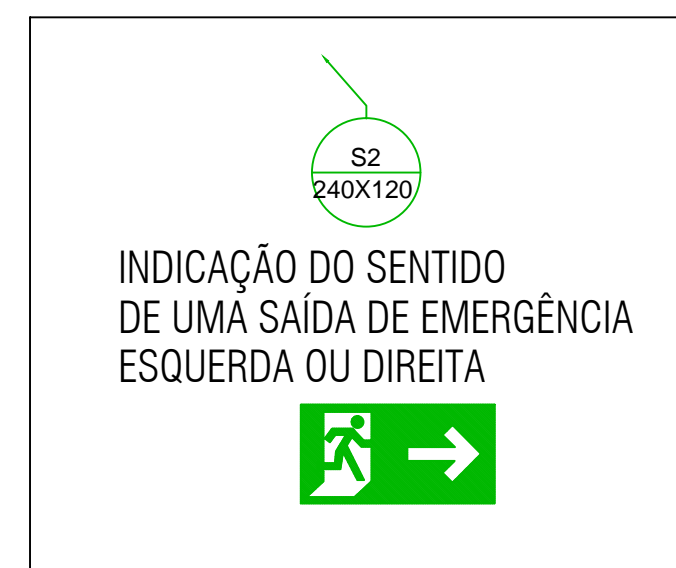 S2
240X120
INDICAÇÃO DO SENTIDO
DE UMA SAÍDA DE EMERGÊNCIA
ESQUERDA OU DIREITA